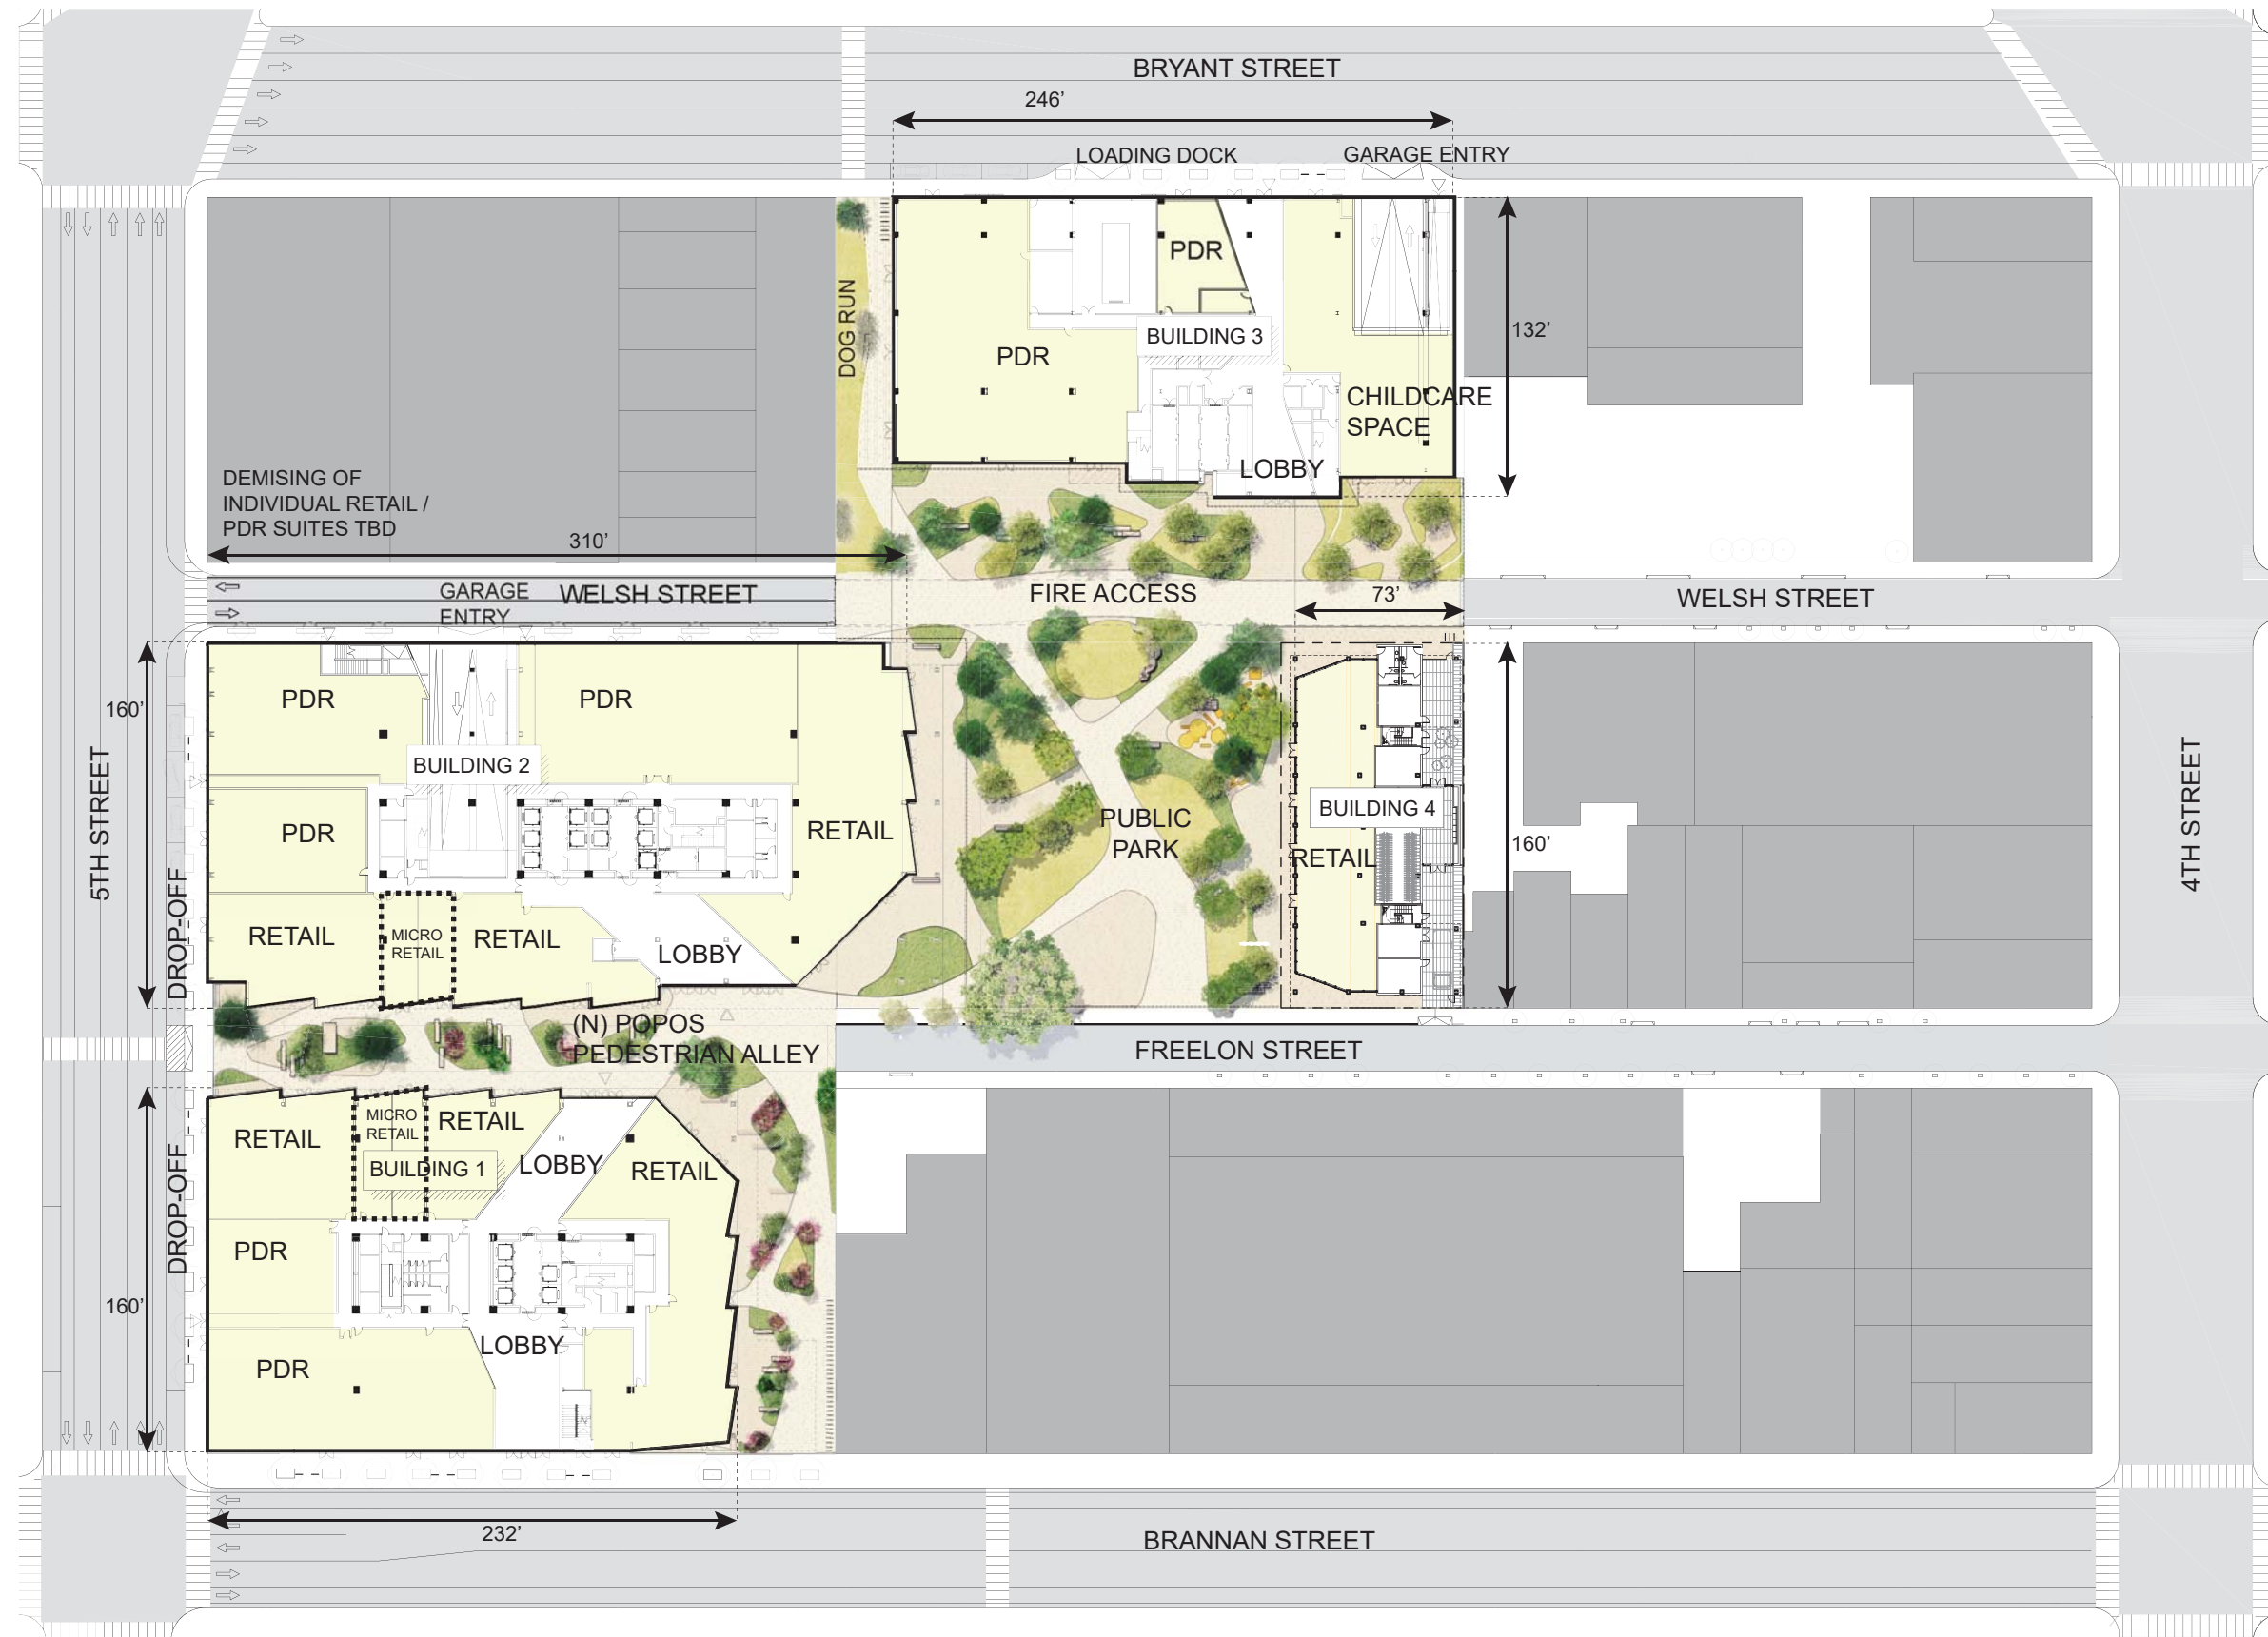 BRYANT STREET
246’
LOADING DOCK
GARAGE ENTRY
PDR
BUILDING 3
PDR
132’
DOG RUN
CHILDCARE
SPACE
LOBBY
DEMISING OF
INDIVIDUAL RETAIL /
PDR SUITES TBD
310’
GARAGE
ENTRY
WELSH STREET
FIRE ACCESS
73’
WELSH STREET
PDR
PDR
160’
BUILDING 2
5TH STREET
PDR
RETAIL
PUBLIC
PARK
BUILDING 4
RETAIL
160’
4TH STREET
DROP-OFF
RETAIL
MICRO
RETAIL
RETAIL
LOBBY
(N) POPOS
PEDESTRIAN ALLEY
FREELON STREET
RETAIL
MICRO
RETAIL
RETAIL
BUILDING 1
LOBBY
RETAIL
DROP-OFF
PDR
160’
LOBBY
PDR
232’
BRANNAN STREET